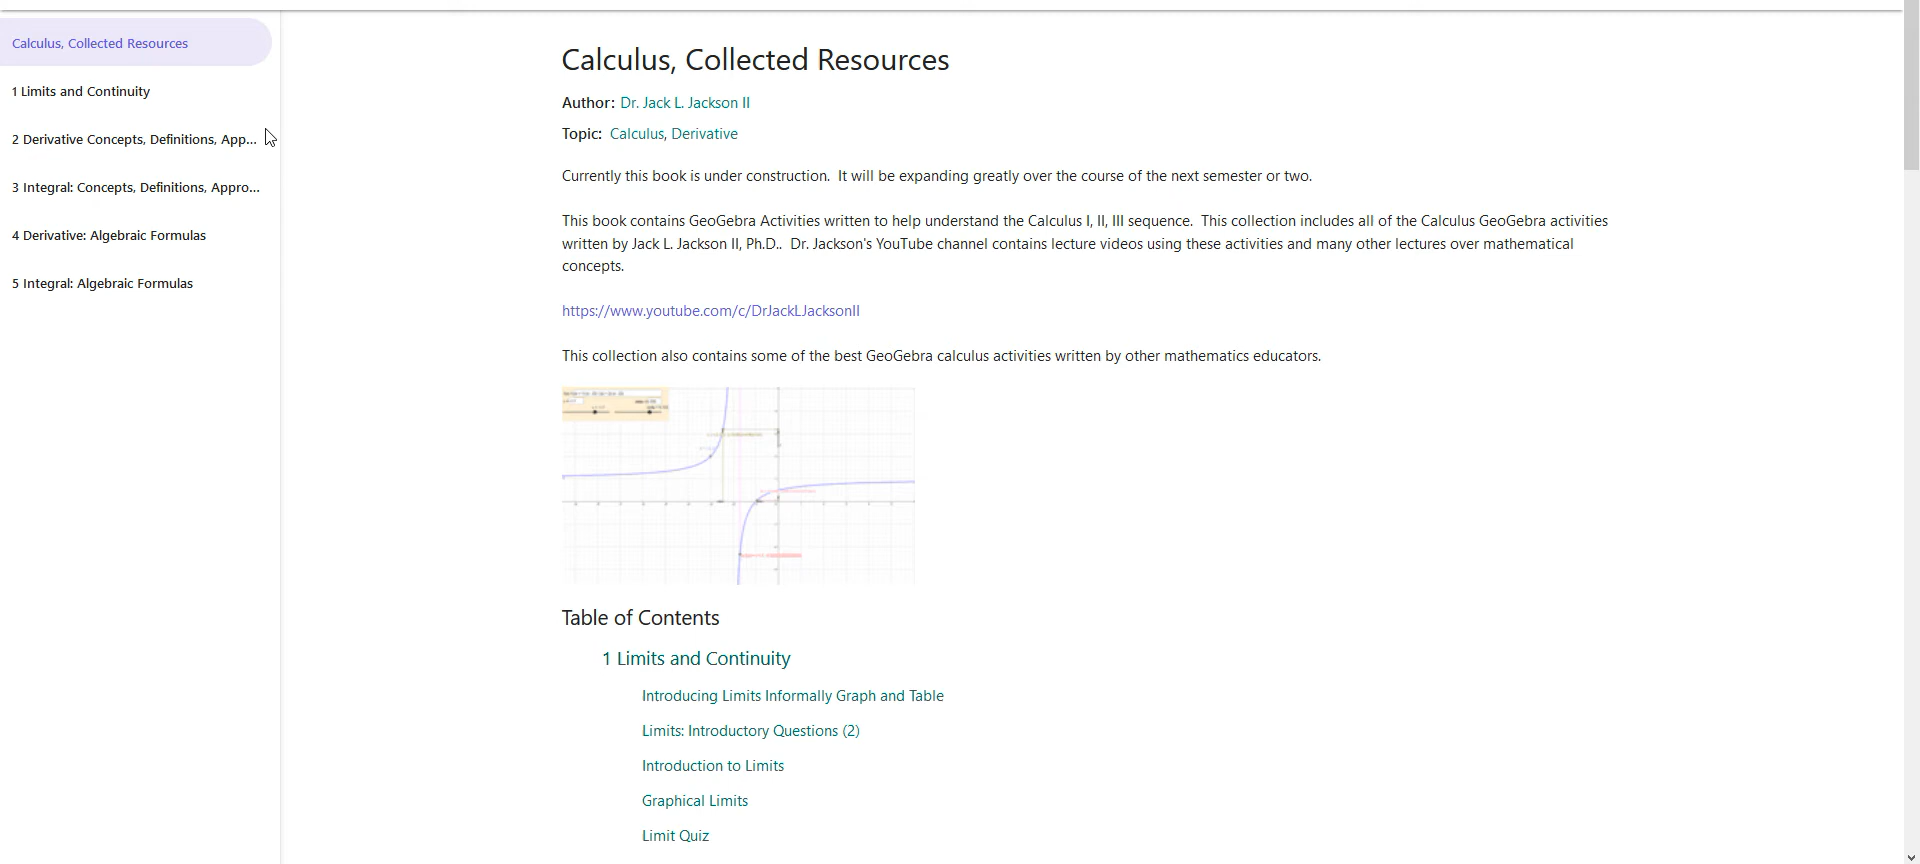 Calculus, Collected Resources
1 Limits and Continuity
2 Derivative Concepts, Definitions, App...
3 Integral: Concepts, Definitions, Appro...
4 Derivative: Algebraic Formulas
5 Integral: Algebraic Formulas
Calculus, Collected Resources
Author: Dr. Jack L. Jackson II
Topic: Calculus, Derivative
Currently this book is under construction.  It will be expanding greatly over the course of the next semester or two.
This book contains GeoGebra Activities written to help understand the Calculus I, II, III sequence.  This collection includes all of the Calculus GeoGebra activities
written by Jack L. Jackson II, Ph.D..  Dr. Jackson's YouTube channel contains lecture videos using these activities and many other lectures over mathematical
concepts.
https://www.youtube.com/c/DrJackLJacksonII
This collection also contains some of the best GeoGebra calculus activities written by other mathematics educators.
Table of Contents
1 Limits and Continuity
Introducing Limits Informally Graph and Table
Limits: Introductory Questions (2)
Introduction to Limits
Graphical Limits
Limit Quiz